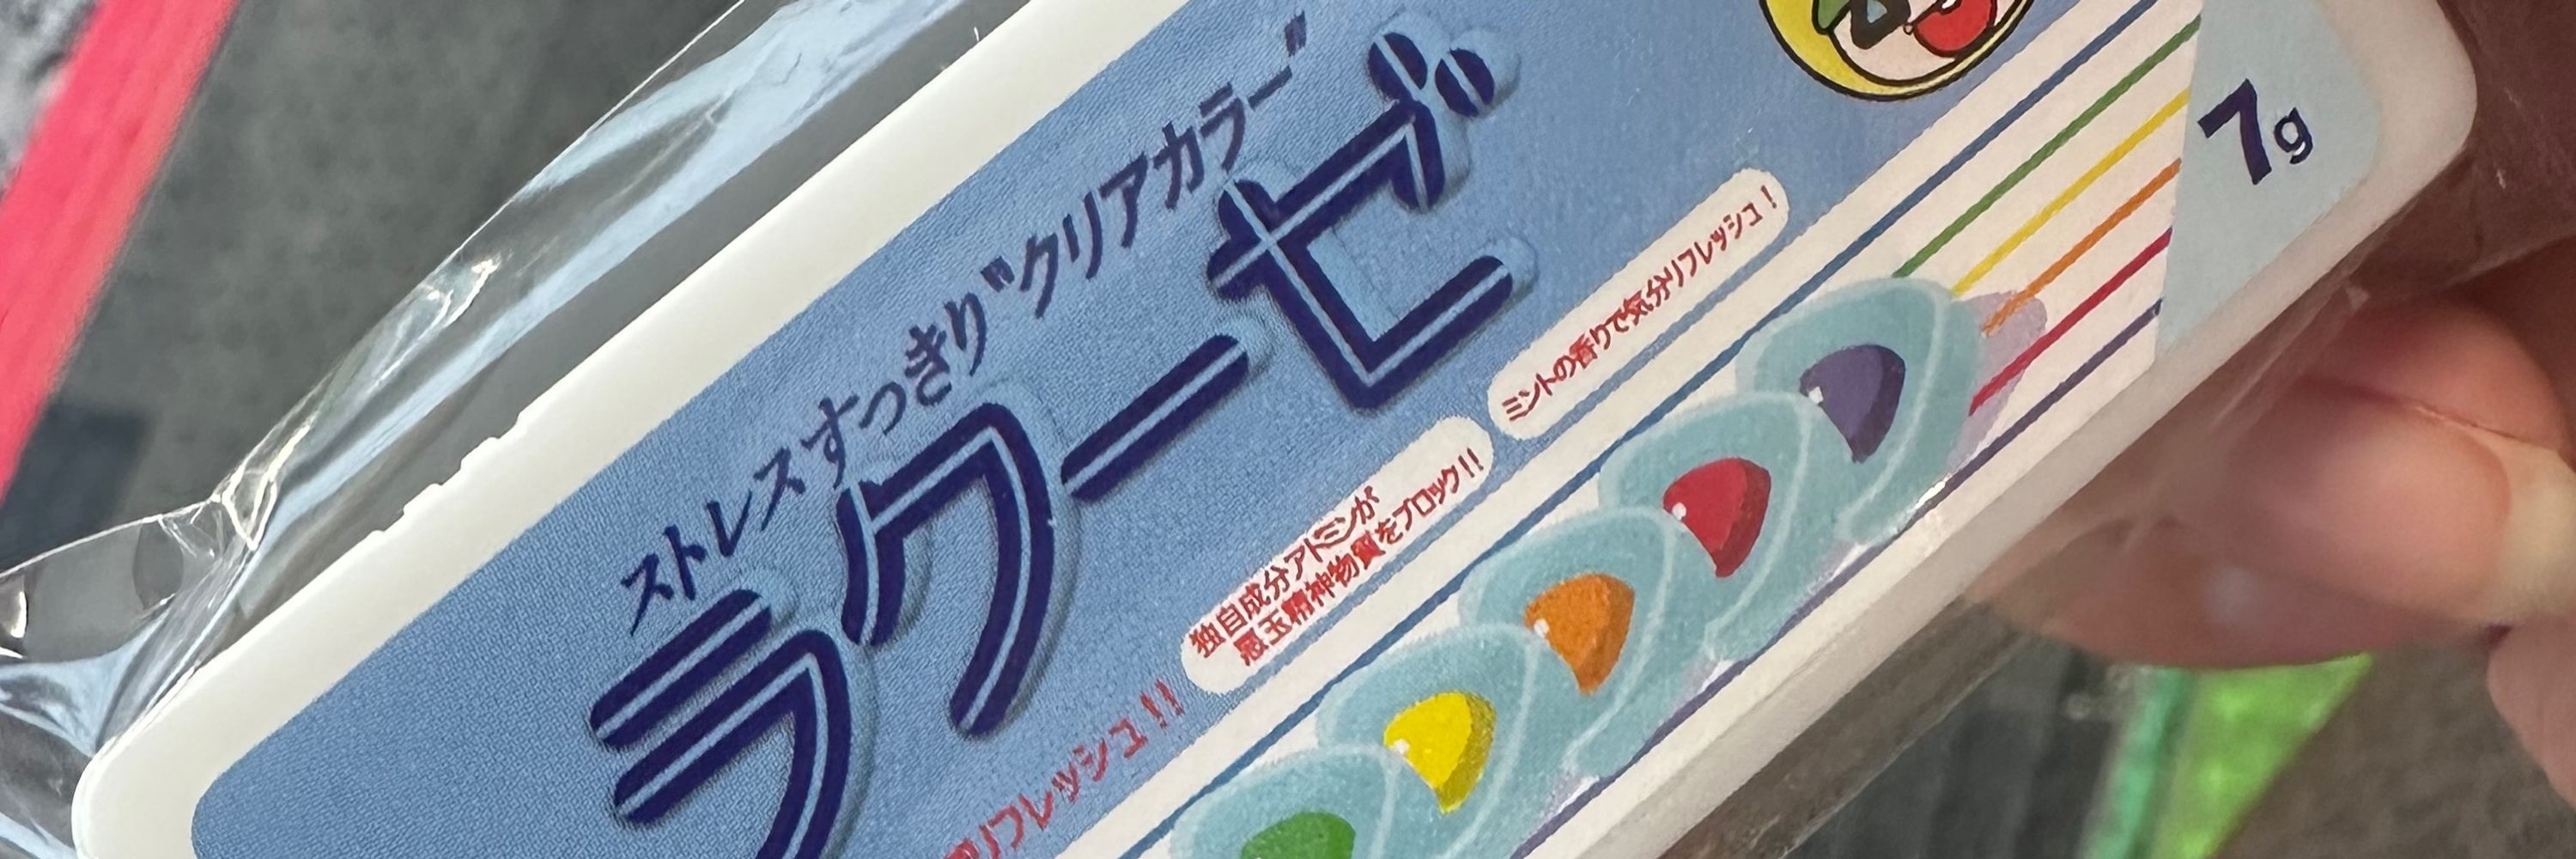 ストレスすっきり"クリアカラー"
ラクーゼ
7g
リフレッシュ!!
独自成分アトミンが
悪玉精神物質をブロック!!
ミントの香りで気分リフレッシュ!